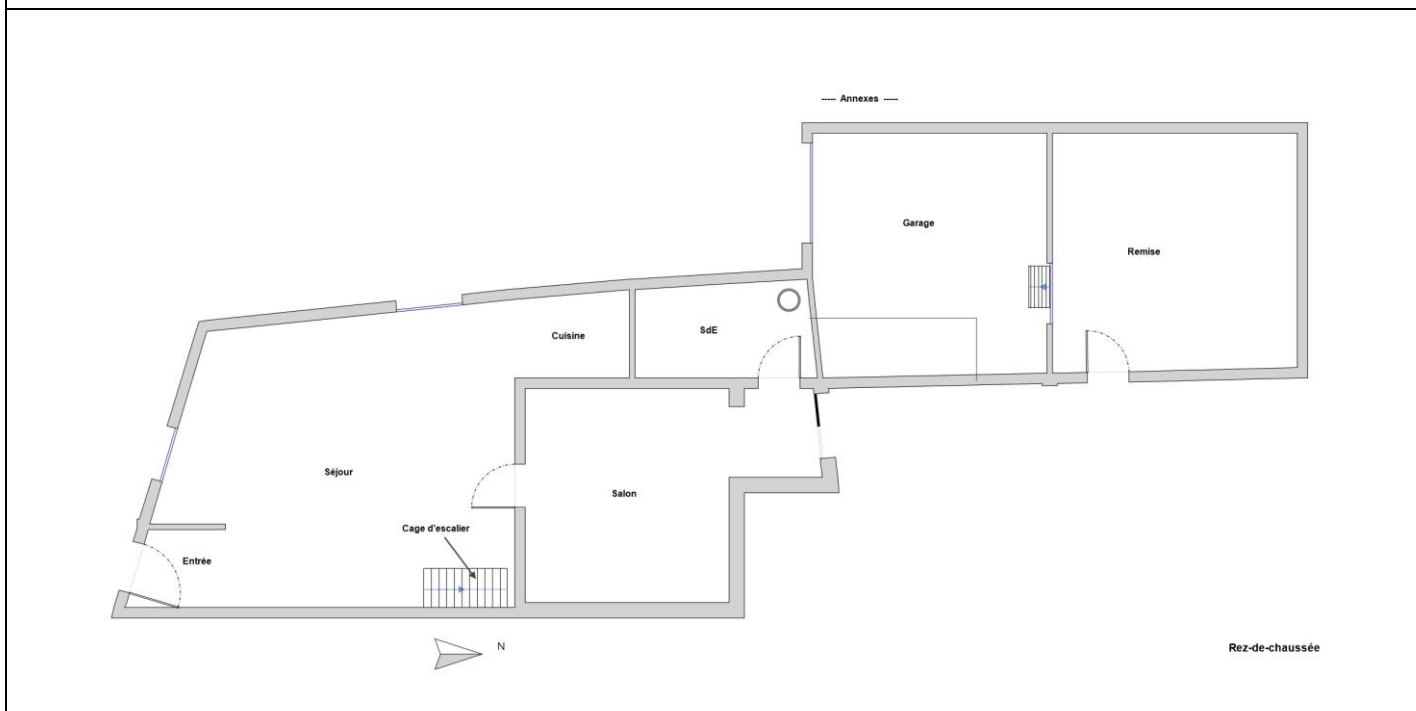 ----- Annexes -----
Garage
Remise
Cuisine
SdE
Séjour
Salon
Cage d'escalier
Entrée
N
Rez-de-chaussée